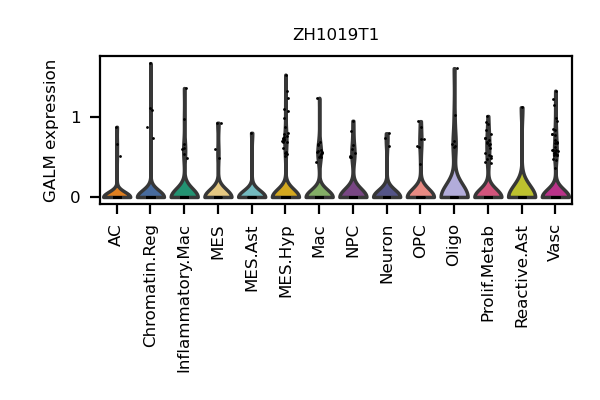 ZH1019T1
GALM expression
1
0
AC
Chromatin.Reg
Inflammatory.Mac
MES
MES.Ast
MES.Hyp
Mac
NPC
Neuron
OPC
Oligo
Prolif.Metab
Reactive.Ast
Vasc